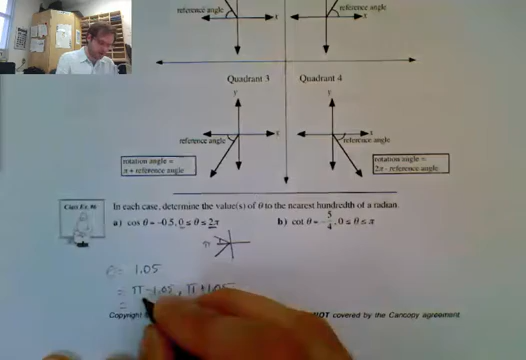 reference angle x
reference angle x
Quadrant 3
Quadrant 4
y
y
reference angle x
x reference angle
rotation angle =
π + reference angle
rotation angle =
2π - reference angle
Class Ex. #6
In each case, determine the value(s) of θ to the nearest hundredth of a radian.
a) cos θ = -0.5, 0 ≤ θ ≤ 2π
b) cot θ = -5/4, 0 ≤ θ ≤ π
π
= 1.05
= π - 1.05, π + 1.05
=
Copyright
NOT covered by the Cancopy agreement